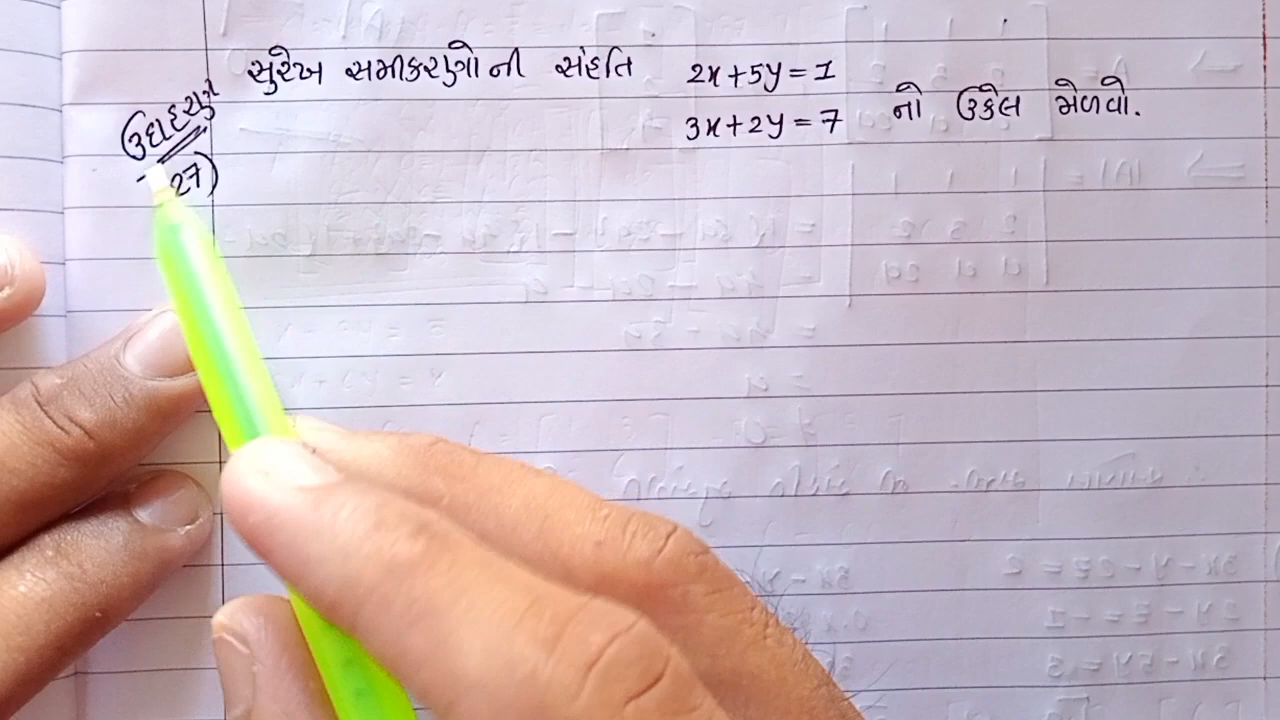 સુરેખ સમીકરણોની સંહતિ 2x+5y=1
3x+2y=7 નો ઉકેલ મેળવો.
ઉદાહરણ
27)